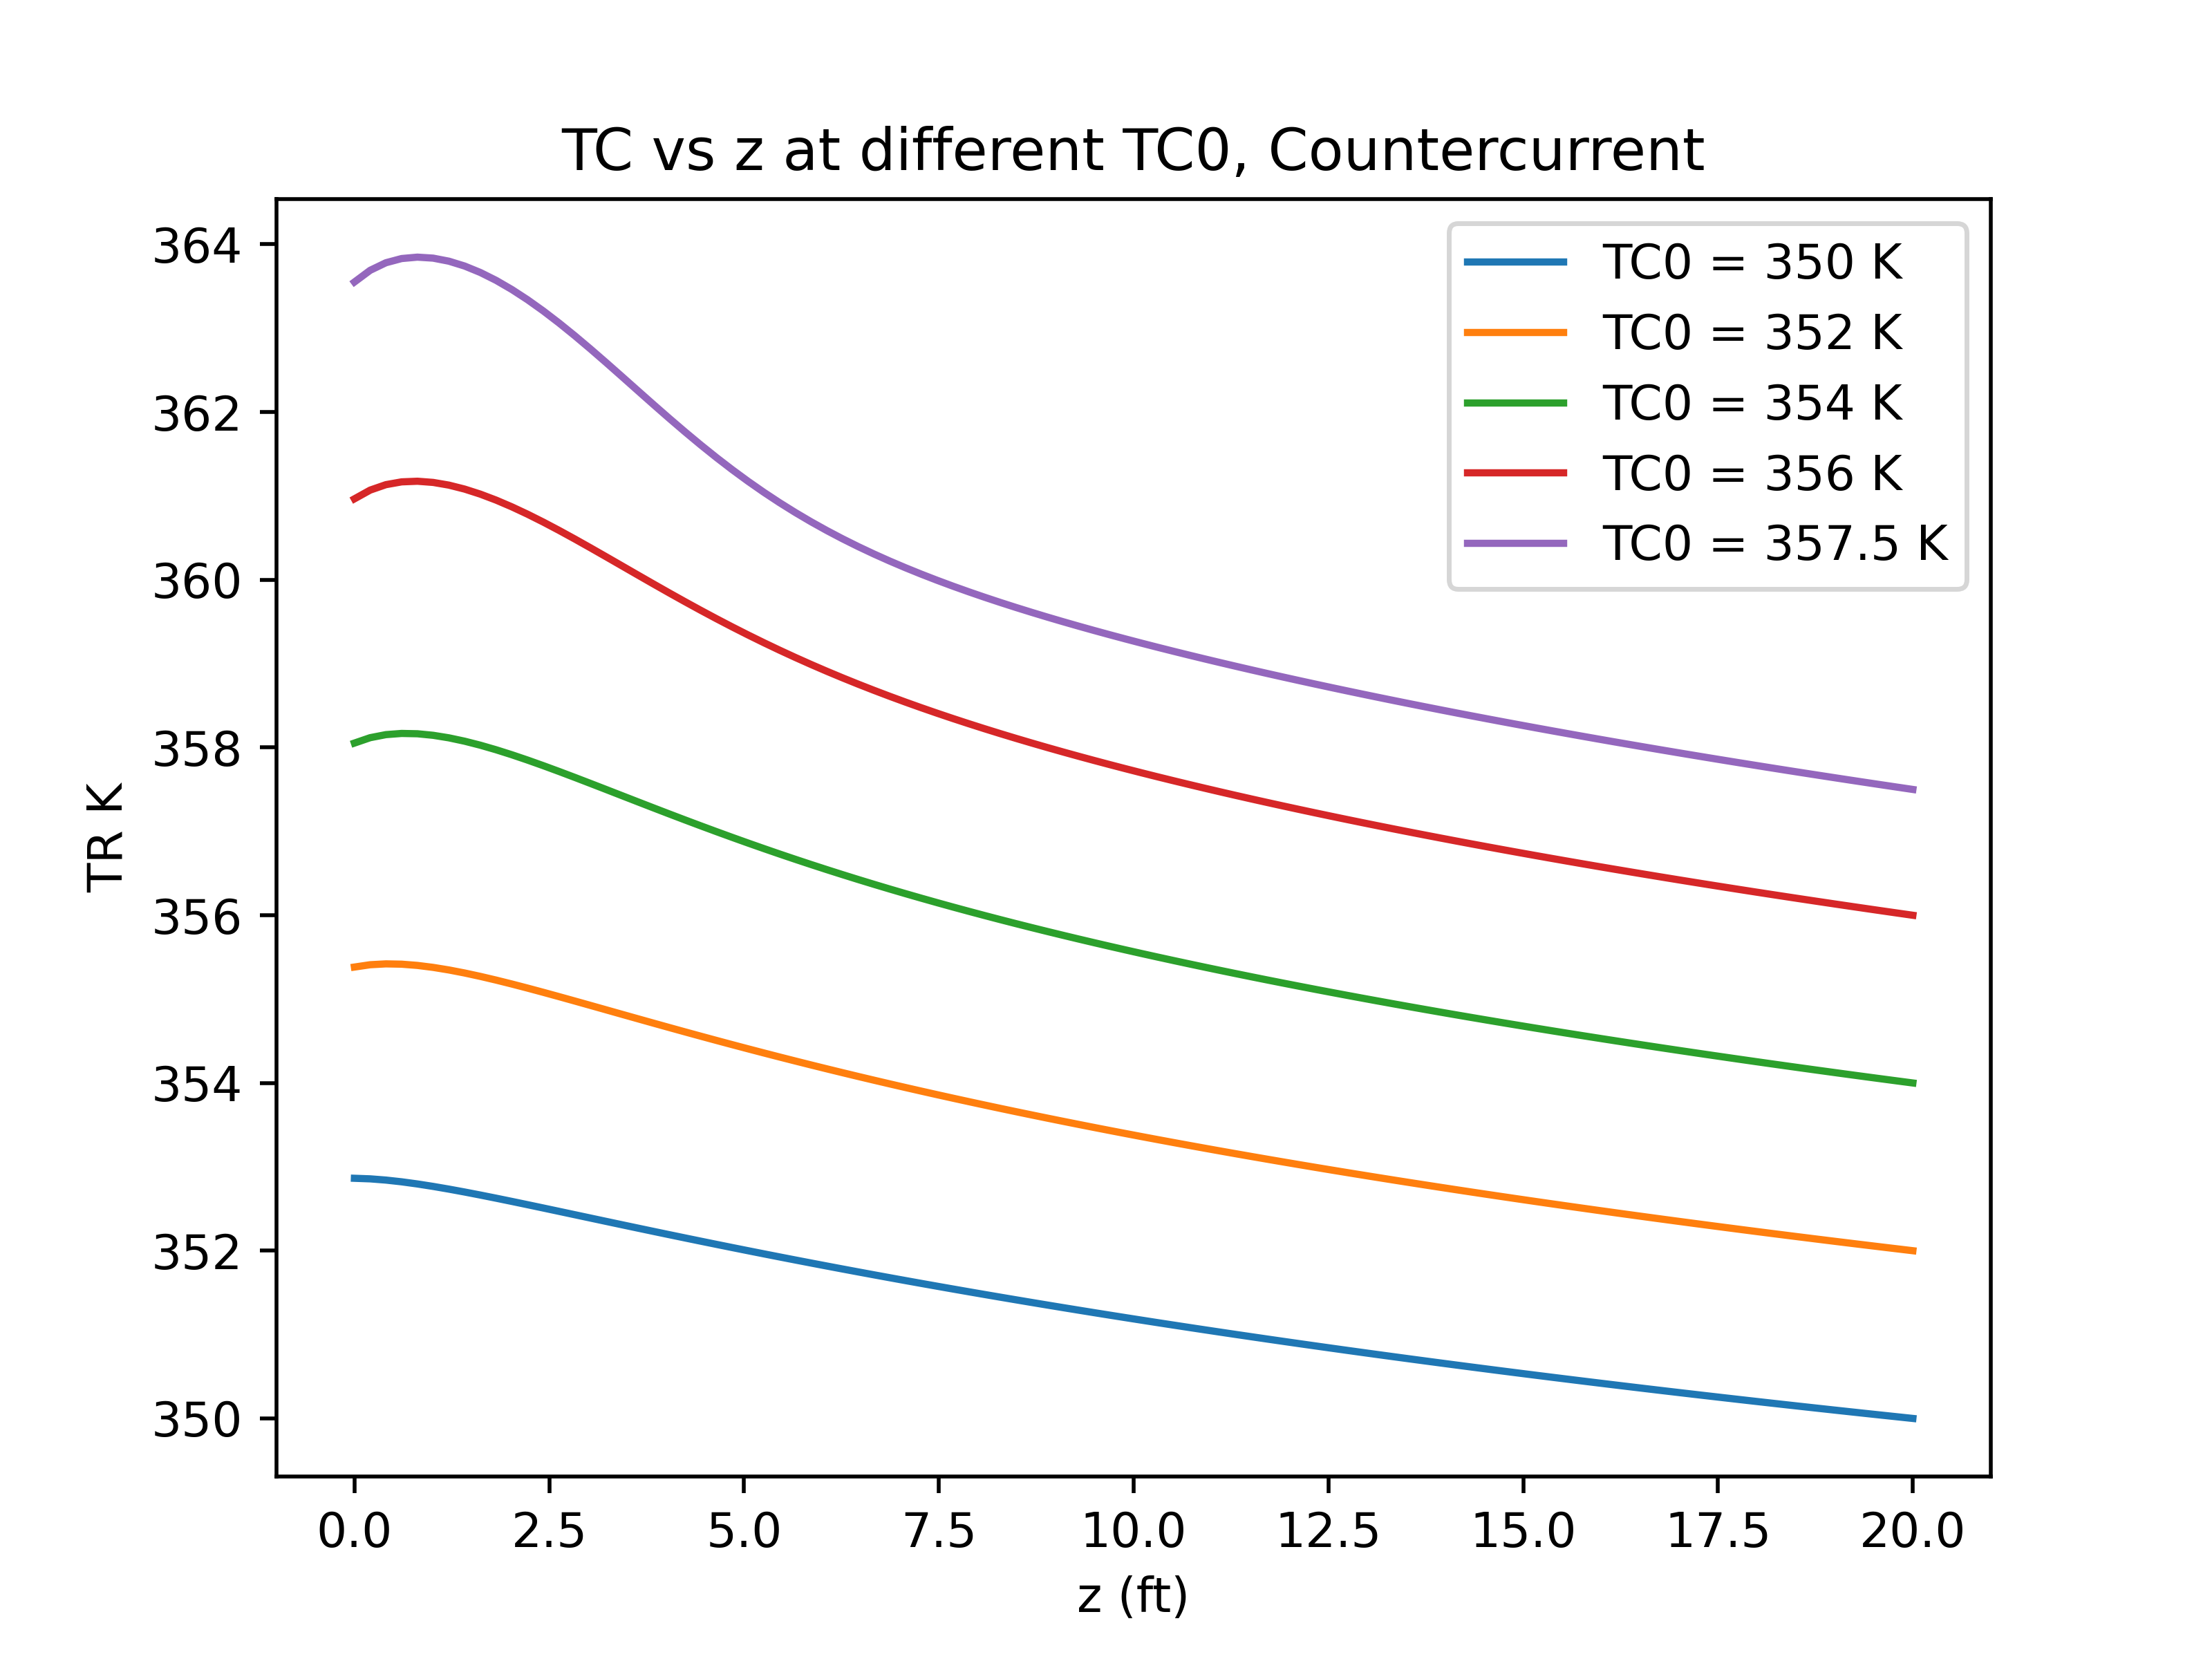 TC vs z at different TC0, Countercurrent
TC0 = 350 K
TC0 = 352 K
TC0 = 354 K
TC0 = 356 K
TC0 = 357.5 K
TR K
364
362
360
358
356
354
352
350
0.0 2.5 5.0 7.5 10.0 12.5 15.0 17.5 20.0
z (ft)